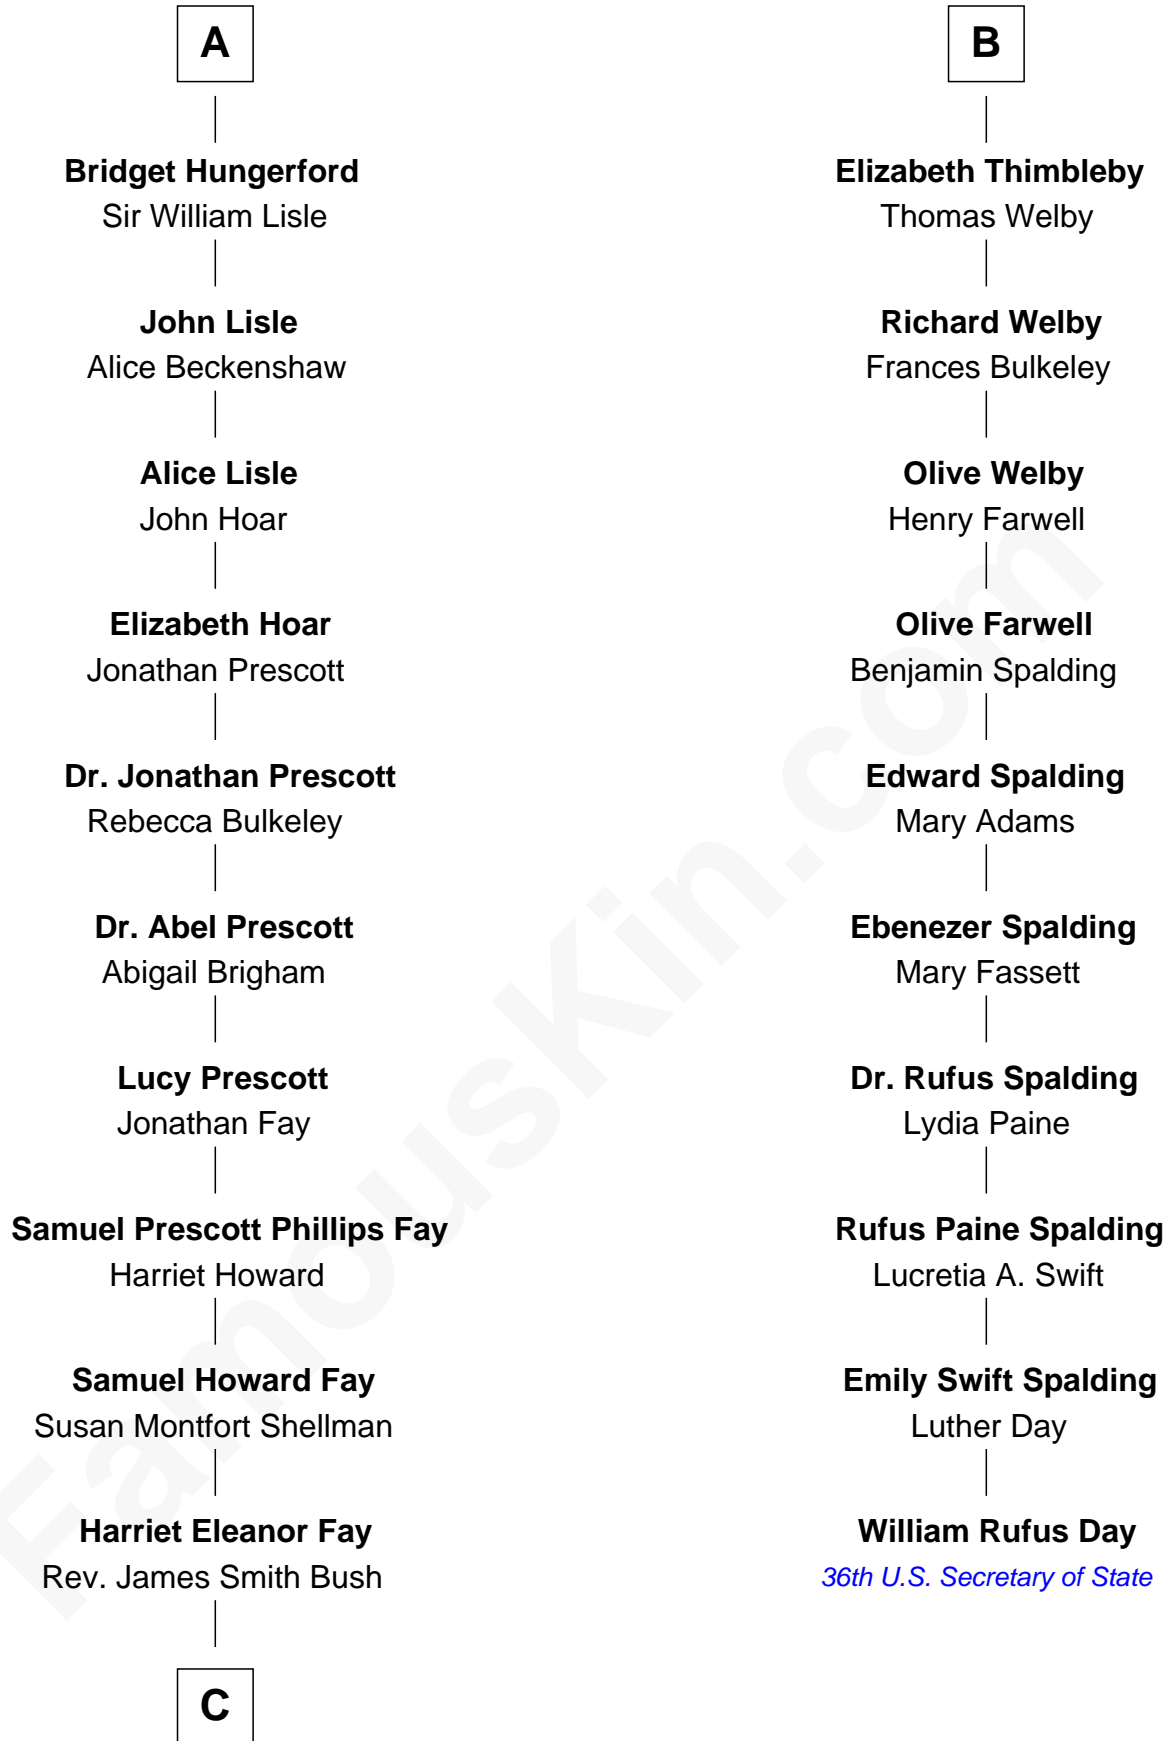 A
Bridget Hungerford
Sir William Lisle
John Lisle
Alice Beckenshaw
Alice Lisle
John Hoar
Elizabeth Hoar
Jonathan Prescott
Dr. Jonathan Prescott
Rebecca Bulkeley
Dr. Abel Prescott
Abigail Brigham
Lucy Prescott
Jonathan Fay
Samuel Prescott Phillips Fay
Harriet Howard
Samuel Howard Fay
Susan Montfort Shellman
Harriet Eleanor Fay
Rev. James Smith Bush
C
B
Elizabeth Thimbleby
Thomas Welby
Richard Welby
Frances Bulkeley
Olive Welby
Henry Farwell
Olive Farwell
Benjamin Spalding
Edward Spalding
Mary Adams
Ebenezer Spalding
Mary Fassett
Dr. Rufus Spalding
Lydia Paine
Rufus Paine Spalding
Lucretia A. Swift
Emily Swift Spalding
Luther Day
William Rufus Day
36th U.S. Secretary of State
FamousKin.com